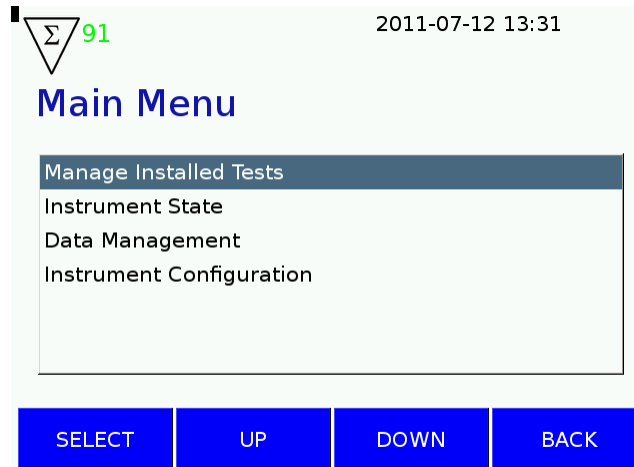 Σ 91 2011-07-12 13:31
Main Menu
Manage Installed Tests
Instrument State
Data Management
Instrument Configuration
SELECT UP DOWN BACK